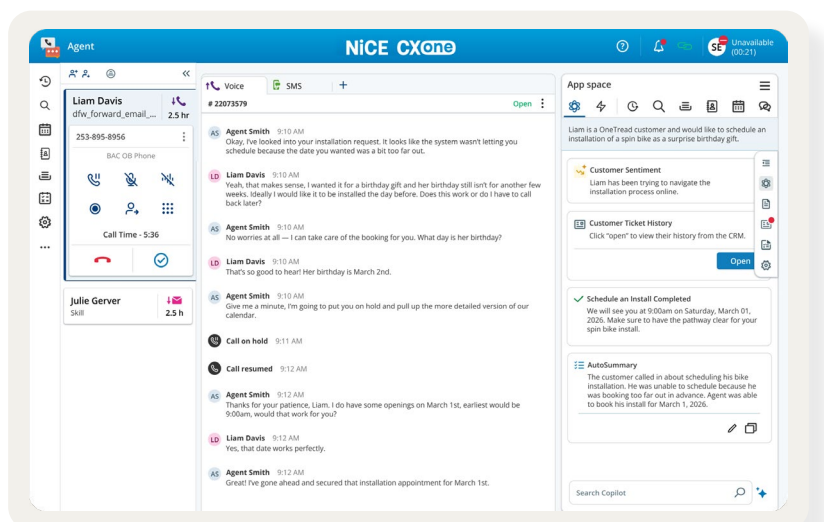 Agent
NiCE CXone
SE
Unavailable
(00:21)
Liam Davis
dfw_forward_email_...
2.5 hr
253-895-8956
BAC OB Phone
Call Time - 5:36
Julie Gerver
Skill
2.5 h
Voice
SMS
# 22073579
Open
AS Agent Smith 9:10 AM
Okay, I've looked into your installation request. It looks like the system wasn't letting you
schedule because the date you wanted was a bit too far out.
LD Liam Davis 9:10 AM
Yeah, that makes sense, I wanted it for a birthday gift and her birthday still isn't for another few
weeks. Ideally I would like it to be installed the day before. Does this work or do I have to call
back later?
AS Agent Smith 9:10 AM
No worries at all — I can take care of the booking for you. What day is her birthday?
LD Liam Davis 9:10 AM
That's so good to hear! Her birthday is March 2nd.
AS Agent Smith 9:10 AM
Give me a minute, I'm going to put you on hold and pull up the more detailed version of our
calendar.
Call on hold 9:11 AM
Call resumed 9:12 AM
AS Agent Smith 9:12 AM
Thanks for your patience, Liam. I do have some openings on March 1st, earliest would be
9:00am, would that work for you?
LD Liam Davis 9:12 AM
Yes, that date works perfectly.
AS Agent Smith 9:12 AM
Great! I've gone ahead and secured that installation appointment for March 1st.
App space
Liam is a OneTread customer and would like to schedule an
installation of a spin bike as a surprise birthday gift.
Customer Sentiment
Liam has been trying to navigate the
installation process online.
Customer Ticket History
Click "open" to view their history from the CRM.
Open
Schedule an Install Completed
We will see you at 9:00am on Saturday, March 01,
2026. Make sure to have the pathway clear for your
spin bike install.
AutoSummary
The customer called in about scheduling his bike
installation. He was unable to schedule because he
was booking too far out in advance. Agent was able
to book his install for March 1, 2026.
Search Copilot